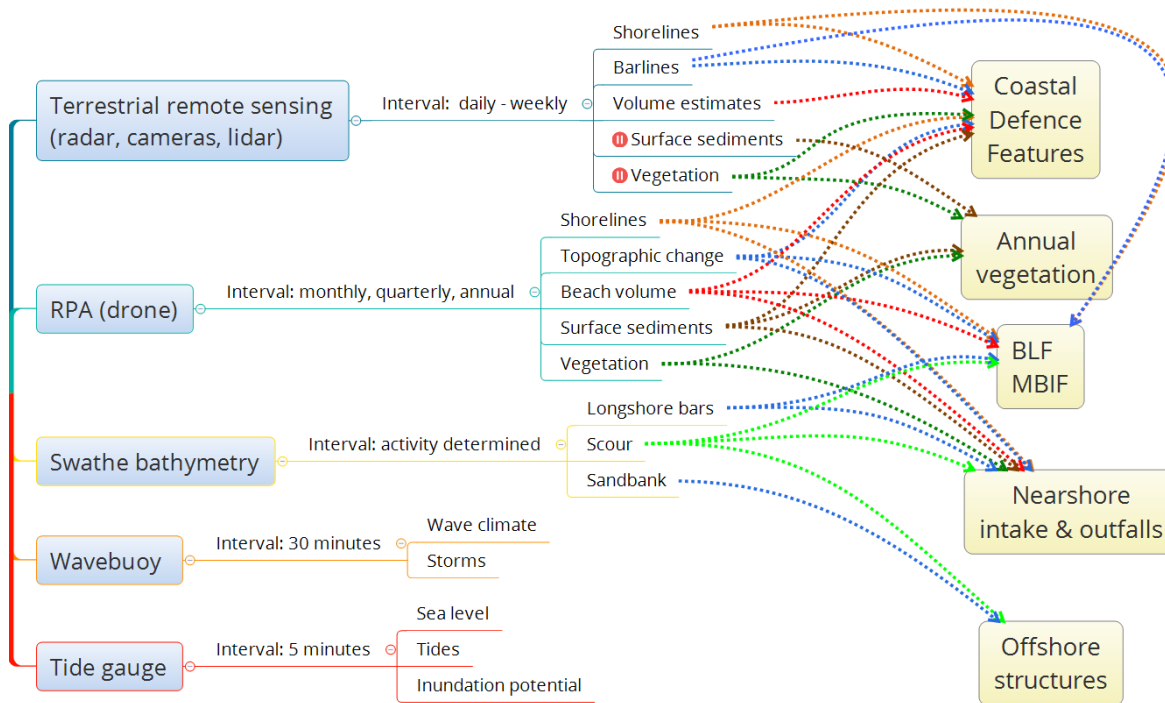 Terrestrial remote sensing
(radar, cameras, lidar)
Interval: daily - weekly
Shorelines
Barlines
Volume estimates
Surface sediments
Vegetation
RPA (drone)
Interval: monthly, quarterly, annual
Shorelines
Topographic change
Beach volume
Surface sediments
Vegetation
Swathe bathymetry
Interval: activity determined
Longshore bars
Scour
Sandbank
Wavebuoy
Interval: 30 minutes
Wave climate
Storms
Tide gauge
Interval: 5 minutes
Sea level
Tides
Inundation potential
Coastal
Defence
Features
Annual
vegetation
BLF
MBIF
Nearshore
intake & outfalls
Offshore
structures